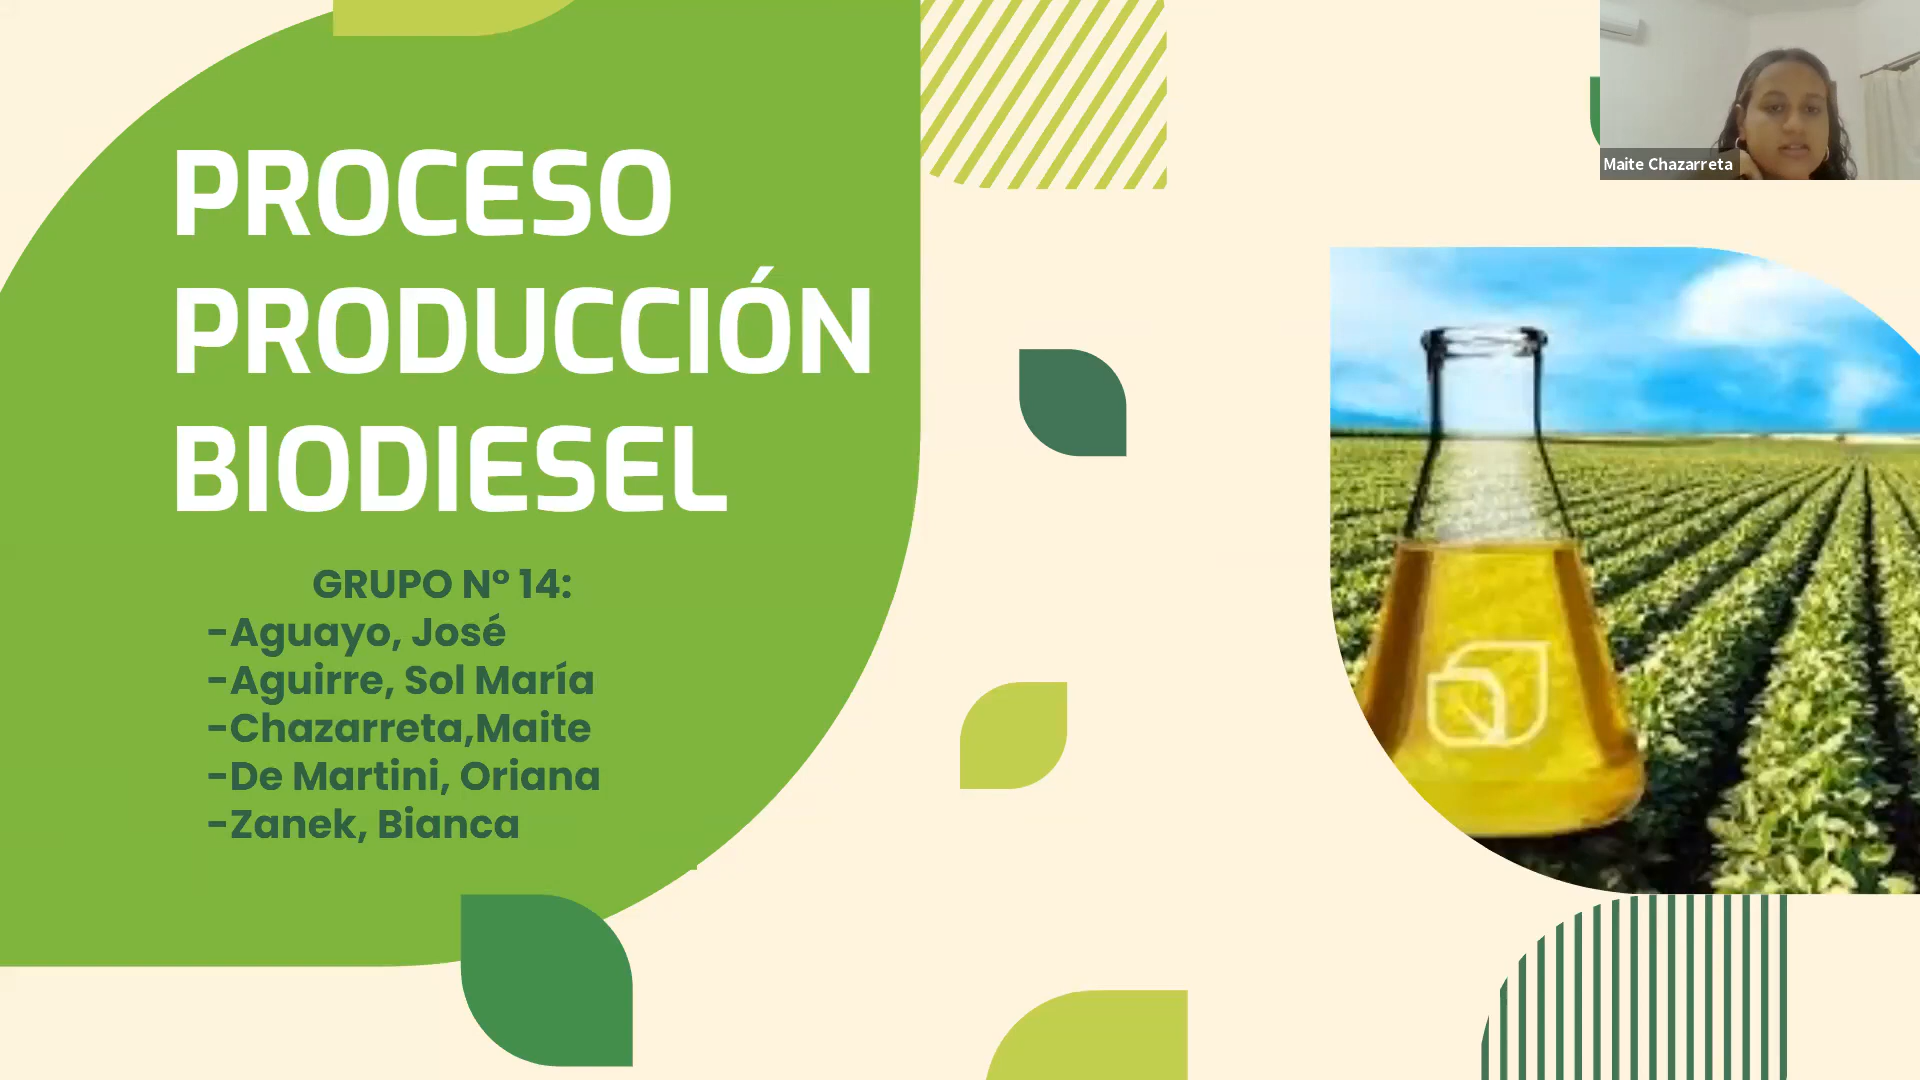 PROCESO
PRODUCCIÓN
BIODIESEL
GRUPO Nº 14:
-Aguayo, José
-Aguirre, Sol María
-Chazarreta,Maite
-De Martini, Oriana
-Zanek, Bianca
Maite Chazarreta